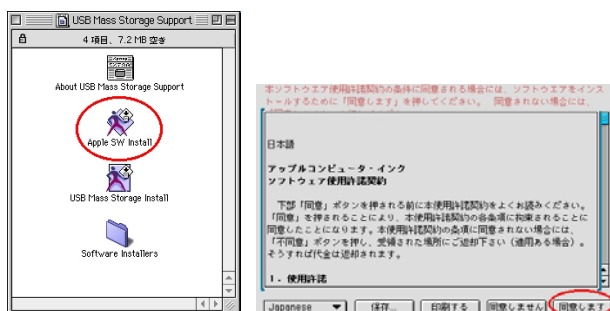 USB Mass Storage Support
4 項目、7.2 MB 空き
About USB Mass Storage Support
Apple SW Install
USB Mass Storage Install
Software Installers
本ソフトウエア使用許諾契約の条件に同意される場合には、ソフトウエアをインス
トールするために「同意します」を押してください。 同意されない場合には、
日本語
アップルコンピュータ・インク
ソフトウェア使用許諾契約
下部「同意」ボタンを押される前に本使用許諾契約をよくお読みください。
「同意」を押されることにより、本使用許諾契約の各条項に拘束されることに
同意したことになります。本使用許諾契約の条項に同意されない場合には、
「不同意」ボタンを押し、受領された場所にご返却下さい（適用ある場合）。
そうすれば代金は返却されます。
1. 使用許諾
Japanese 保存... 印刷する 同意しません 同意します